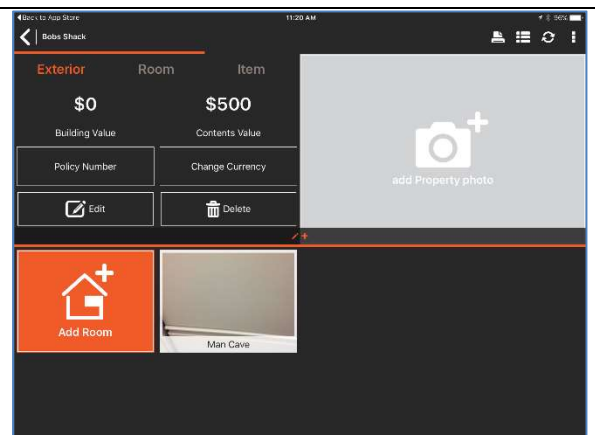 Back to App Store 11:20 AM 56%
Bobs Shack
Exterior Room Item
$0 $500
Building Value Contents Value
Policy Number Change Currency
add Property photo
Edit Delete
Add Room
Man Cave